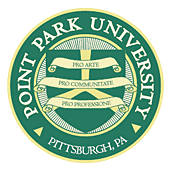 POINT PARK UNIVERSITY
PRO ARTE
PRO COMMUNITATE
PRO PROFESSIONE
PITTSBURGH, PA